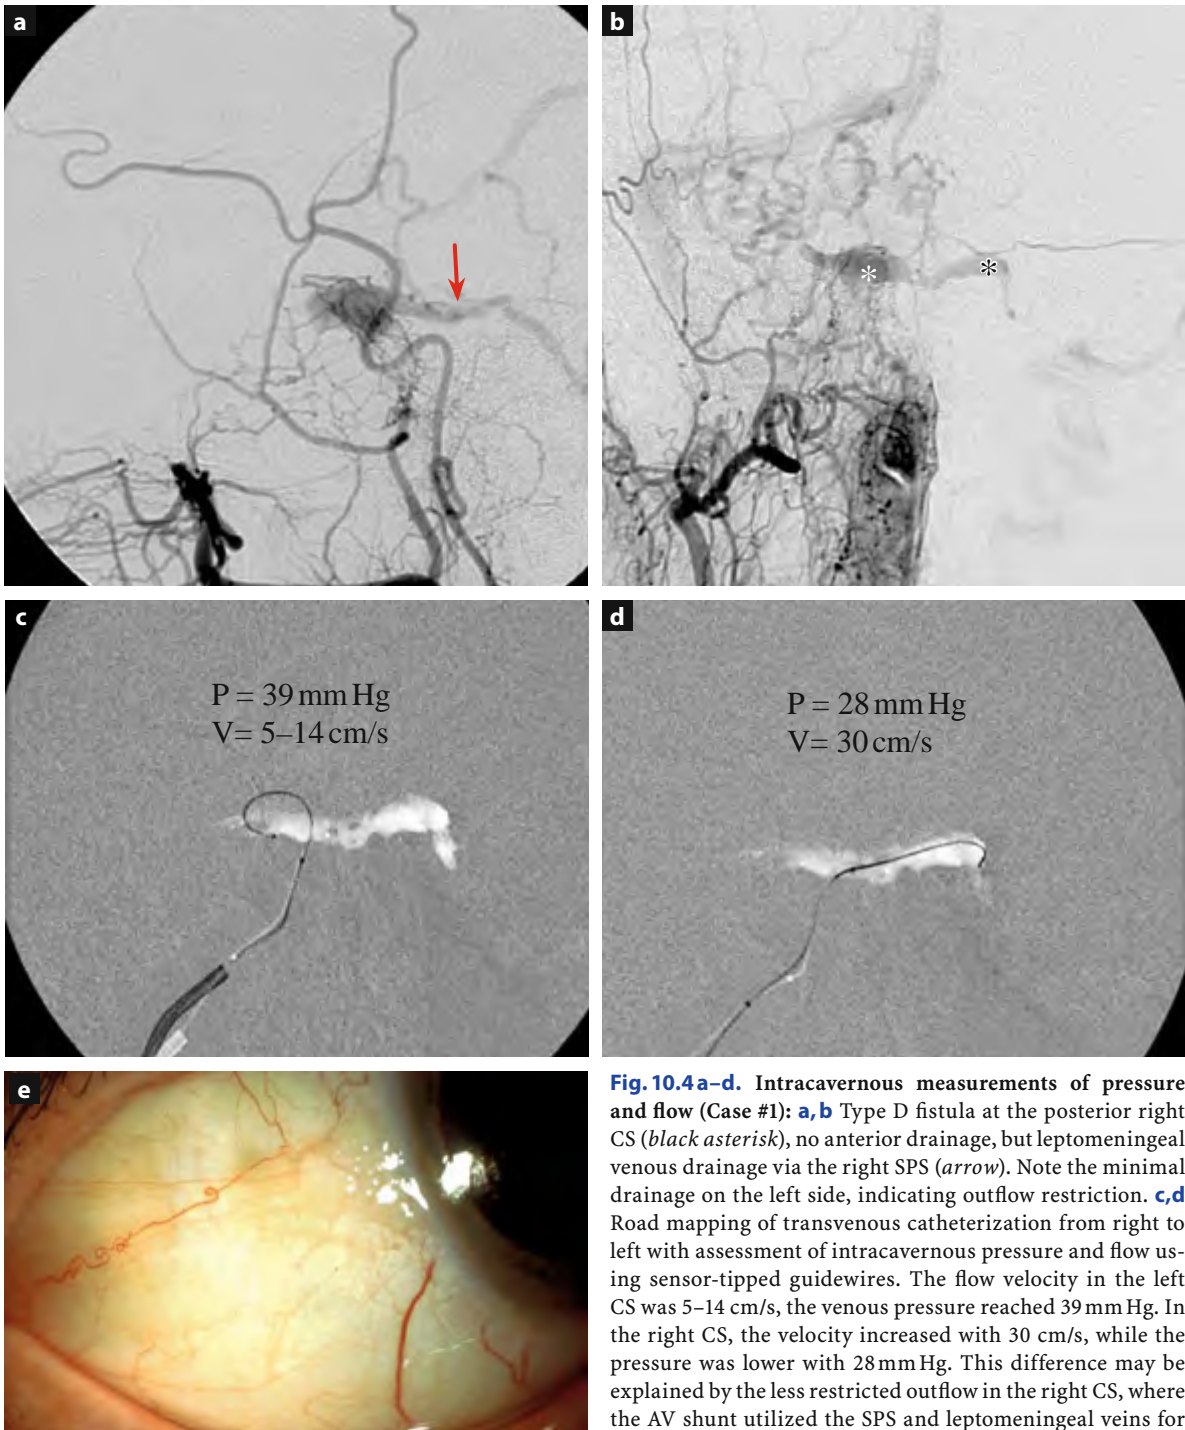 a
b
c
P = 39 mm Hg
V= 5–14 cm/s
d
P = 28 mm Hg
V= 30 cm/s
e
Fig. 10.4 a–d. Intracavernous measurements of pressure
and flow (Case #1): a, b Type D fistula at the posterior right
CS (black asterisk), no anterior drainage, but leptomeningeal
venous drainage via the right SPS (arrow). Note the minimal
drainage on the left side, indicating outflow restriction. c,d
Road mapping of transvenous catheterization from right to
left with assessment of intracavernous pressure and flow us-
ing sensor-tipped guidewires. The flow velocity in the left
CS was 5–14 cm/s, the venous pressure reached 39 mm Hg. In
the right CS, the velocity increased with 30 cm/s, while the
pressure was lower with 28 mm Hg. This difference may be
explained by the less restricted outflow in the right CS, where
the AV shunt utilized the SPS and leptomeningeal veins for